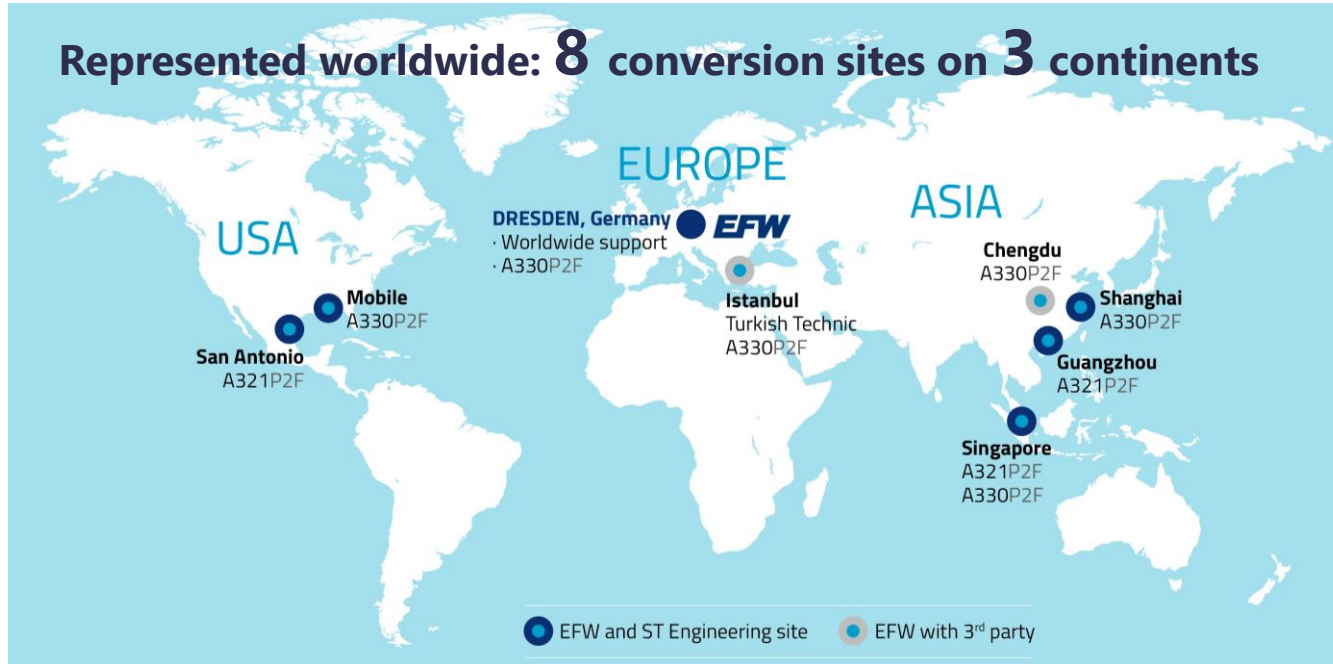 Represented worldwide: 8 conversion sites on 3 continents
EUROPE
USA
ASIA
DRESDEN, Germany
· Worldwide support
· A330P2F
EFW
Istanbul
Turkish Technic
A330P2F
Mobile
A330P2F
San Antonio
A321P2F
Chengdu
A330P2F
Shanghai
A330P2F
Guangzhou
A321P2F
Singapore
A321P2F
A330P2F
EFW and ST Engineering site
EFW with 3rd party